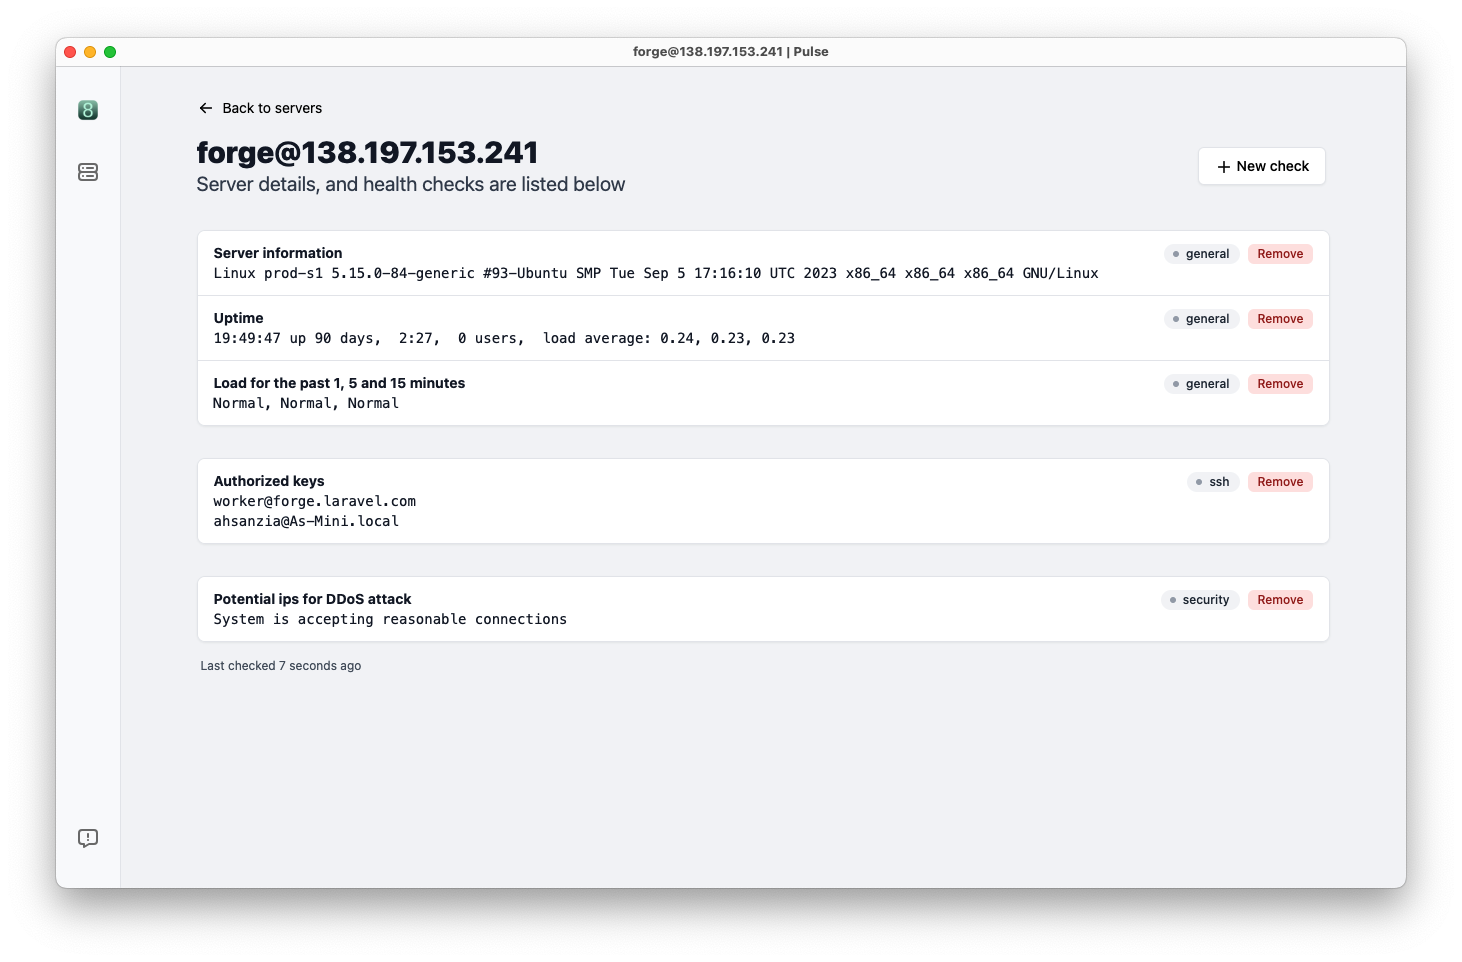 forge@138.197.153.241 | Pulse
8
Back to servers
forge@138.197.153.241
Server details, and health checks are listed below
New check
Server information
general
Remove
Linux prod-s1 5.15.0-84-generic #93-Ubuntu SMP Tue Sep 5 17:16:10 UTC 2023 x86_64 x86_64 x86_64 GNU/Linux
Uptime
general
Remove
19:49:47 up 90 days,  2:27,  0 users,  load average: 0.24, 0.23, 0.23
Load for the past 1, 5 and 15 minutes
general
Remove
Normal, Normal, Normal
Authorized keys
ssh
Remove
worker@forge.laravel.com
ahsanzia@As-Mini.local
Potential ips for DDoS attack
security
Remove
System is accepting reasonable connections
Last checked 7 seconds ago